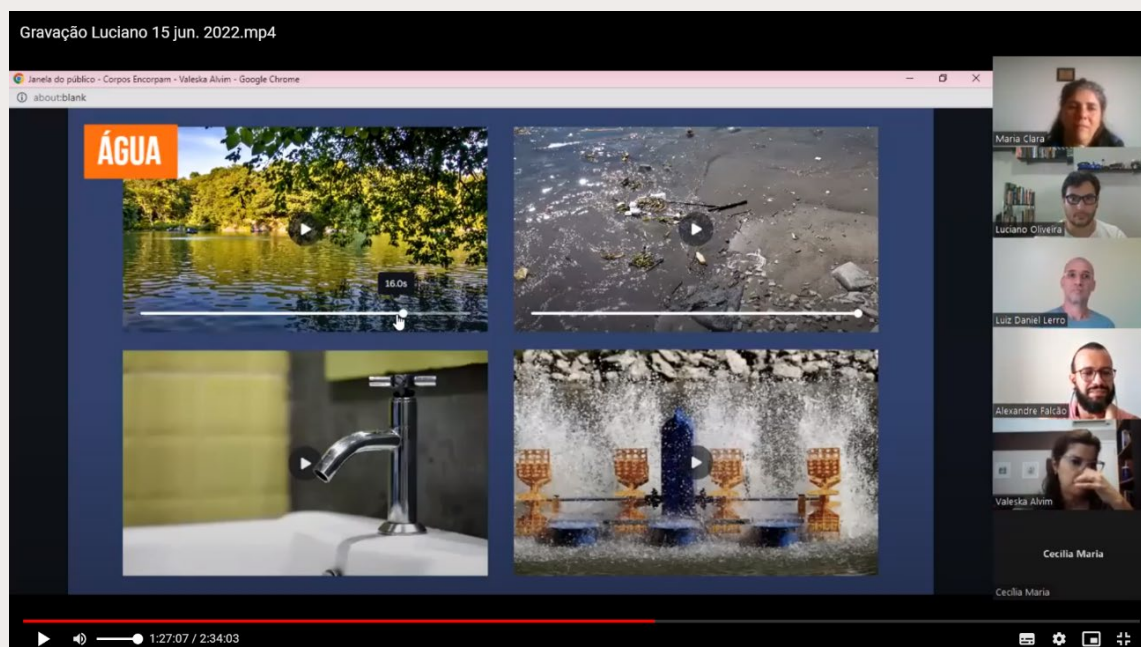 Gravação Luciano 15 jun. 2022.mp4
Janela do público - Corpos Encorpam - Valeska Alvim - Google Chrome
about:blank
ÁGUA
16.0s
Maria Clara
Luciano Oliveira
Luiz Daniel Lerro
Alexandre Falcão
Valeska Alvim
Cecilia Maria
Cecilia Maria
1:27:07 / 2:34:03